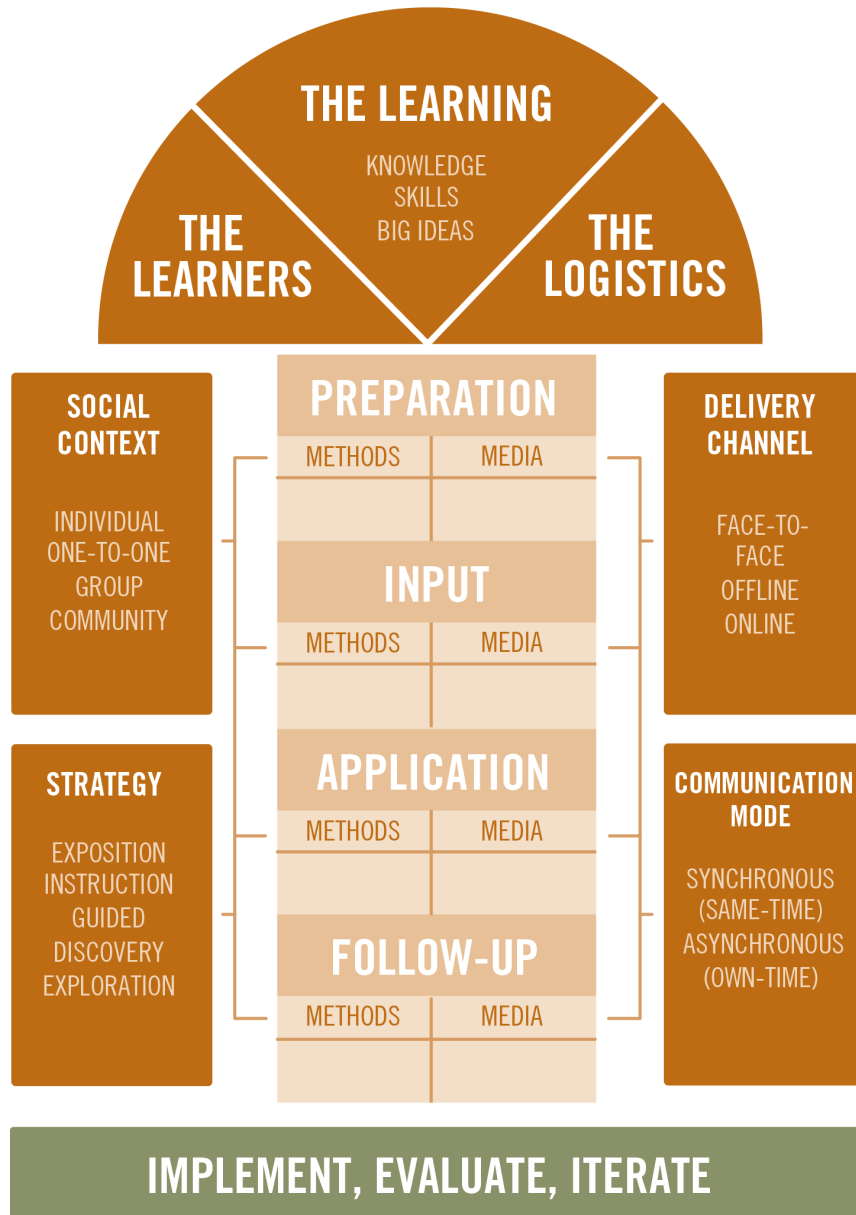 THE LEARNING
KNOWLEDGE
SKILLS
BIG IDEAS
THE
LEARNERS
THE
LOGISTICS
SOCIAL
CONTEXT
INDIVIDUAL
ONE-TO-ONE
GROUP
COMMUNITY
STRATEGY
EXPOSITION
INSTRUCTION
GUIDED
DISCOVERY
EXPLORATION
PREPARATION
METHODS
MEDIA
INPUT
METHODS
MEDIA
APPLICATION
METHODS
MEDIA
FOLLOW-UP
METHODS
MEDIA
DELIVERY
CHANNEL
FACE-TO-
FACE
OFFLINE
ONLINE
COMMUNICATION
MODE
SYNCHRONOUS
(SAME-TIME)
ASYNCHRONOUS
(OWN-TIME)
IMPLEMENT, EVALUATE, ITERATE